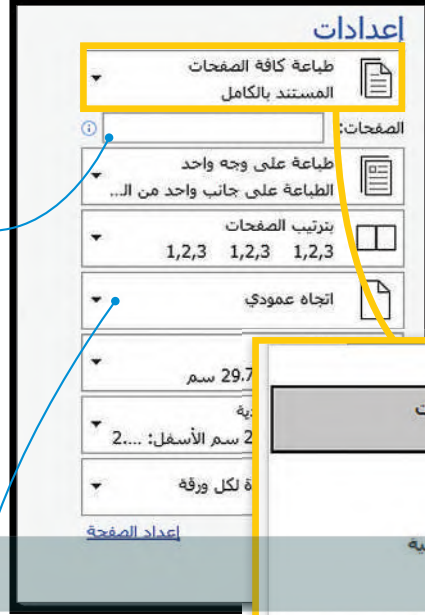 إعدادات
طباعة كافة الصفحات
المستند بالكامل
الصفحات:
طباعة على وجه واحد
الطباعة على جانب واحد من الـ...
بترتيب الصفحات
1,2,3 1,2,3 1,2,3
اتجاه عمودي
29.7 سم
2 سم الأسفل: ....2
لكل ورقة
إعداد الصفحة